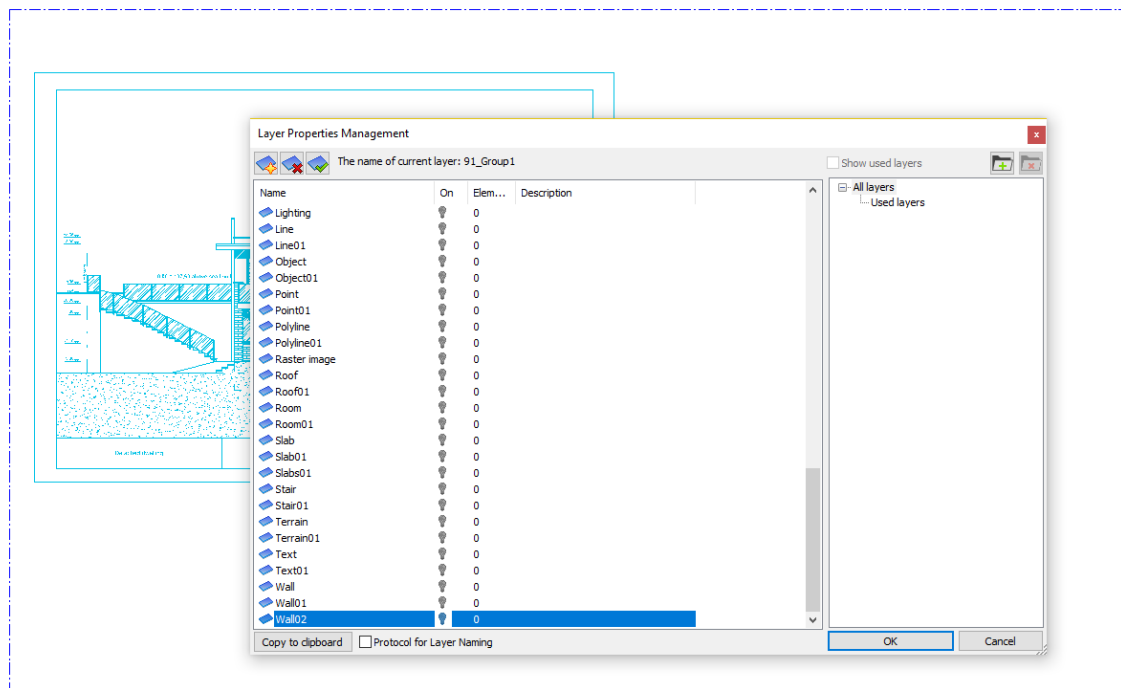 Layer Properties Management
x
The name of current layer: 91_Group1
Show used layers
Name On Elem... Description
Lighting 0
Line 0
Line01 0
Object 0
Object01 0
Point 0
Point01 0
Polyline 0
Polyline01 0
Raster image 0
Roof 0
Roof01 0
Room 0
Room01 0
Slab 0
Slab01 0
Slabs01 0
Stair 0
Stair01 0
Terrain 0
Terrain01 0
Text 0
Text01 0
Wall 0
Wall01 0
Wall02 0
All layers
Used layers
Copy to clipboard
Protocol for Layer Naming
OK
Cancel